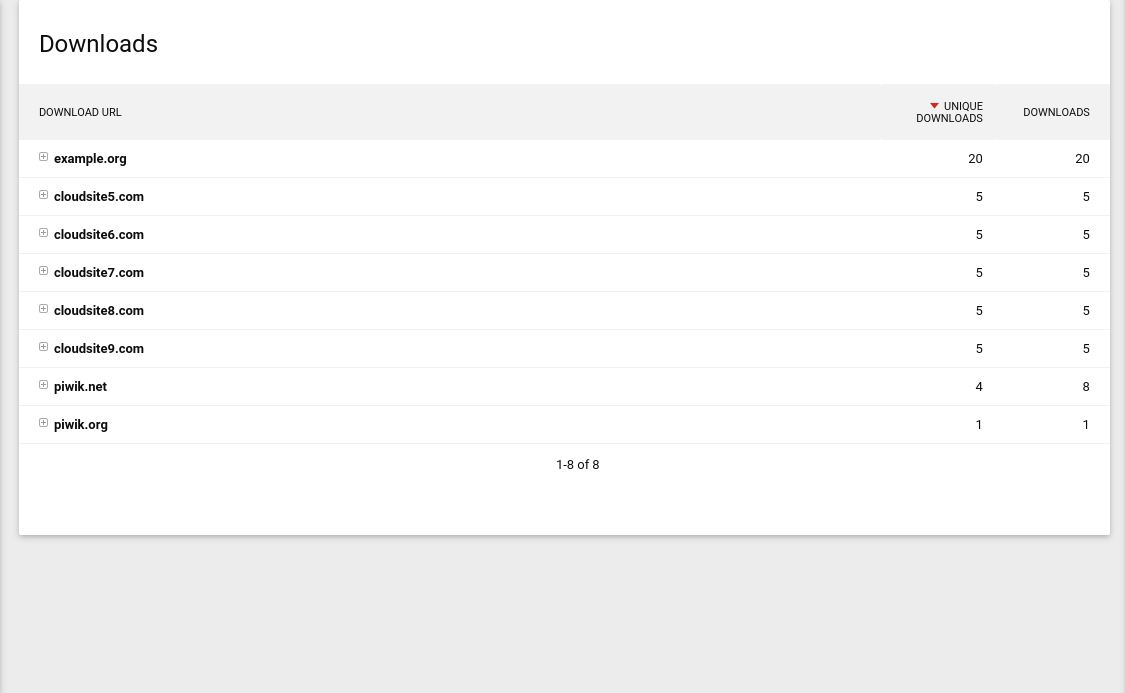 Downloads
DOWNLOAD URL UNIQUE DOWNLOADS DOWNLOADS
example.org 20 20
cloudsite5.com 5 5
cloudsite6.com 5 5
cloudsite7.com 5 5
cloudsite8.com 5 5
cloudsite9.com 5 5
piwik.net 4 8
piwik.org 1 1
1-8 of 8